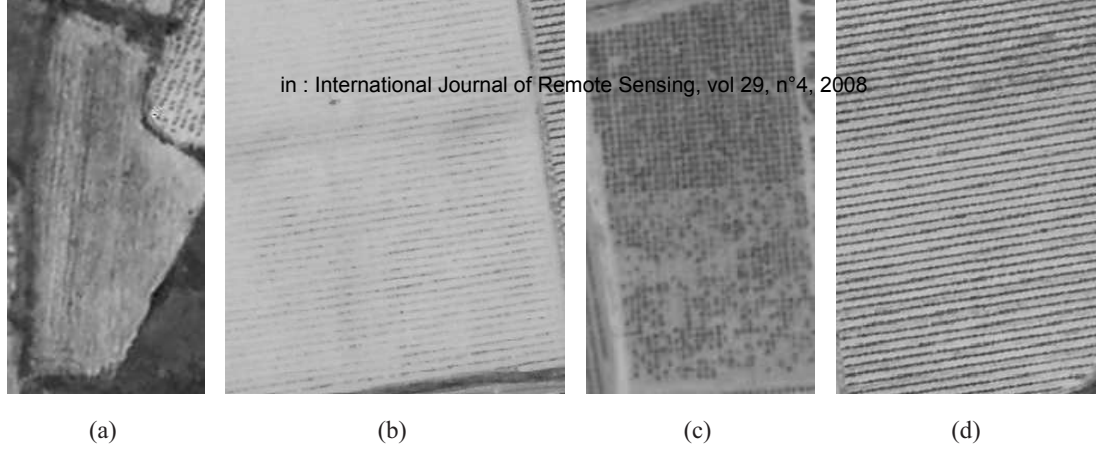 in : International Journal of Remote Sensing, vol 29, n°4, 2008
(a) (b) (c) (d)